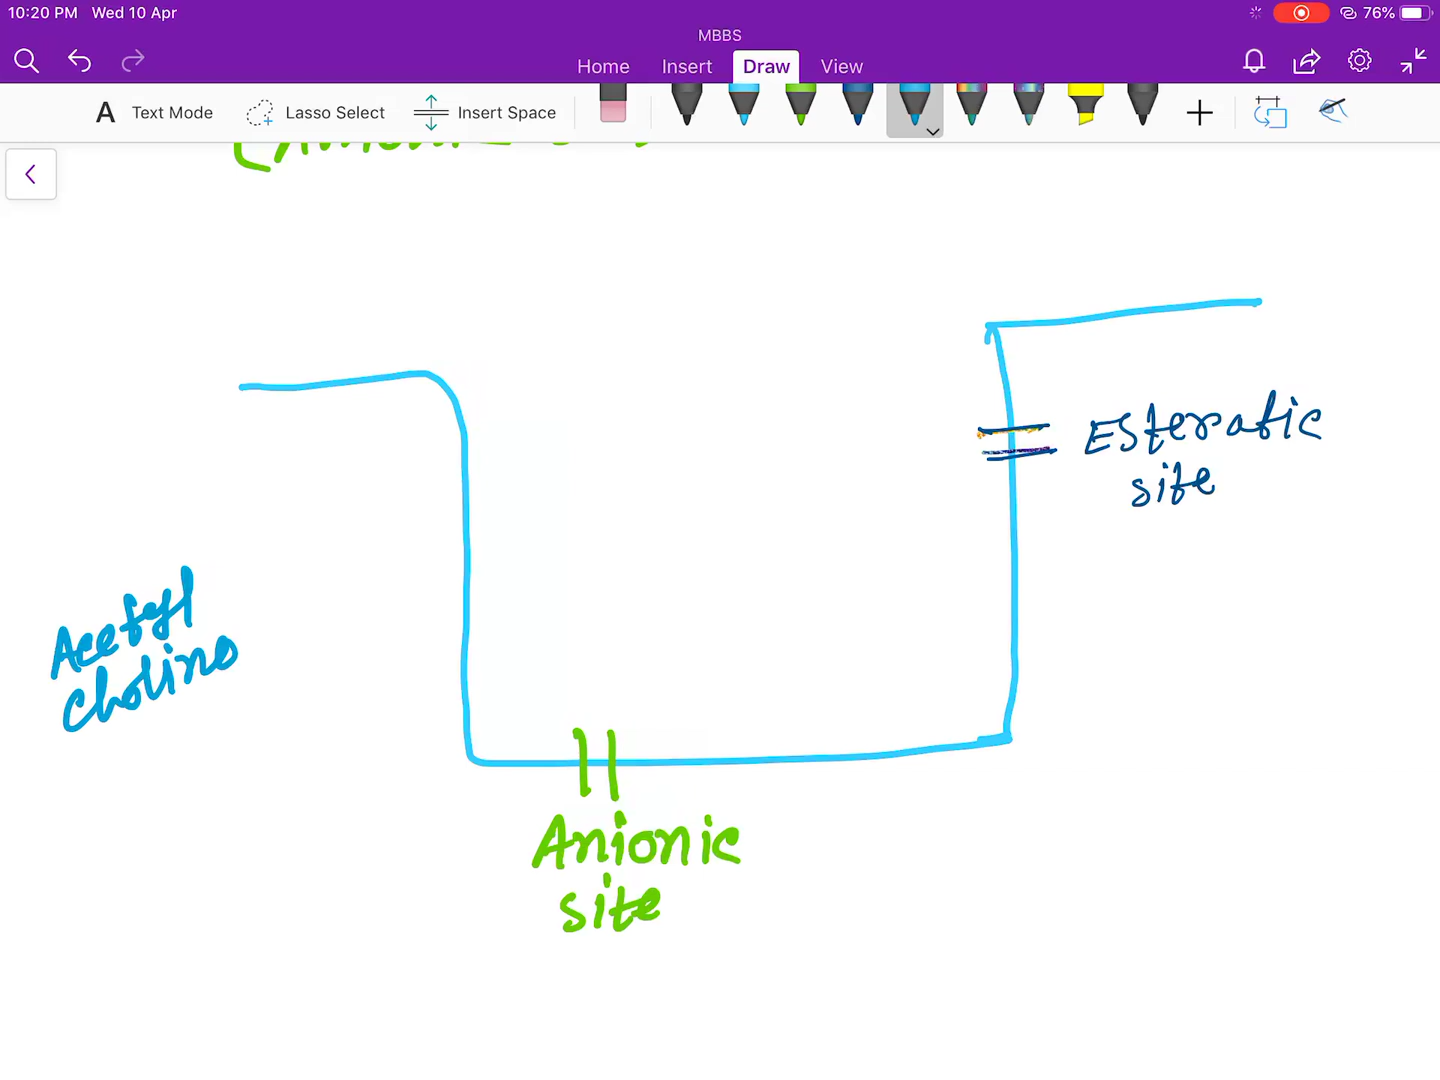 10:20 PM Wed 10 Apr
76%
MBBS
Home Insert Draw View
A Text Mode Lasso Select Insert Space
Esteratic
site
Acetyl
choline
Anionic
site